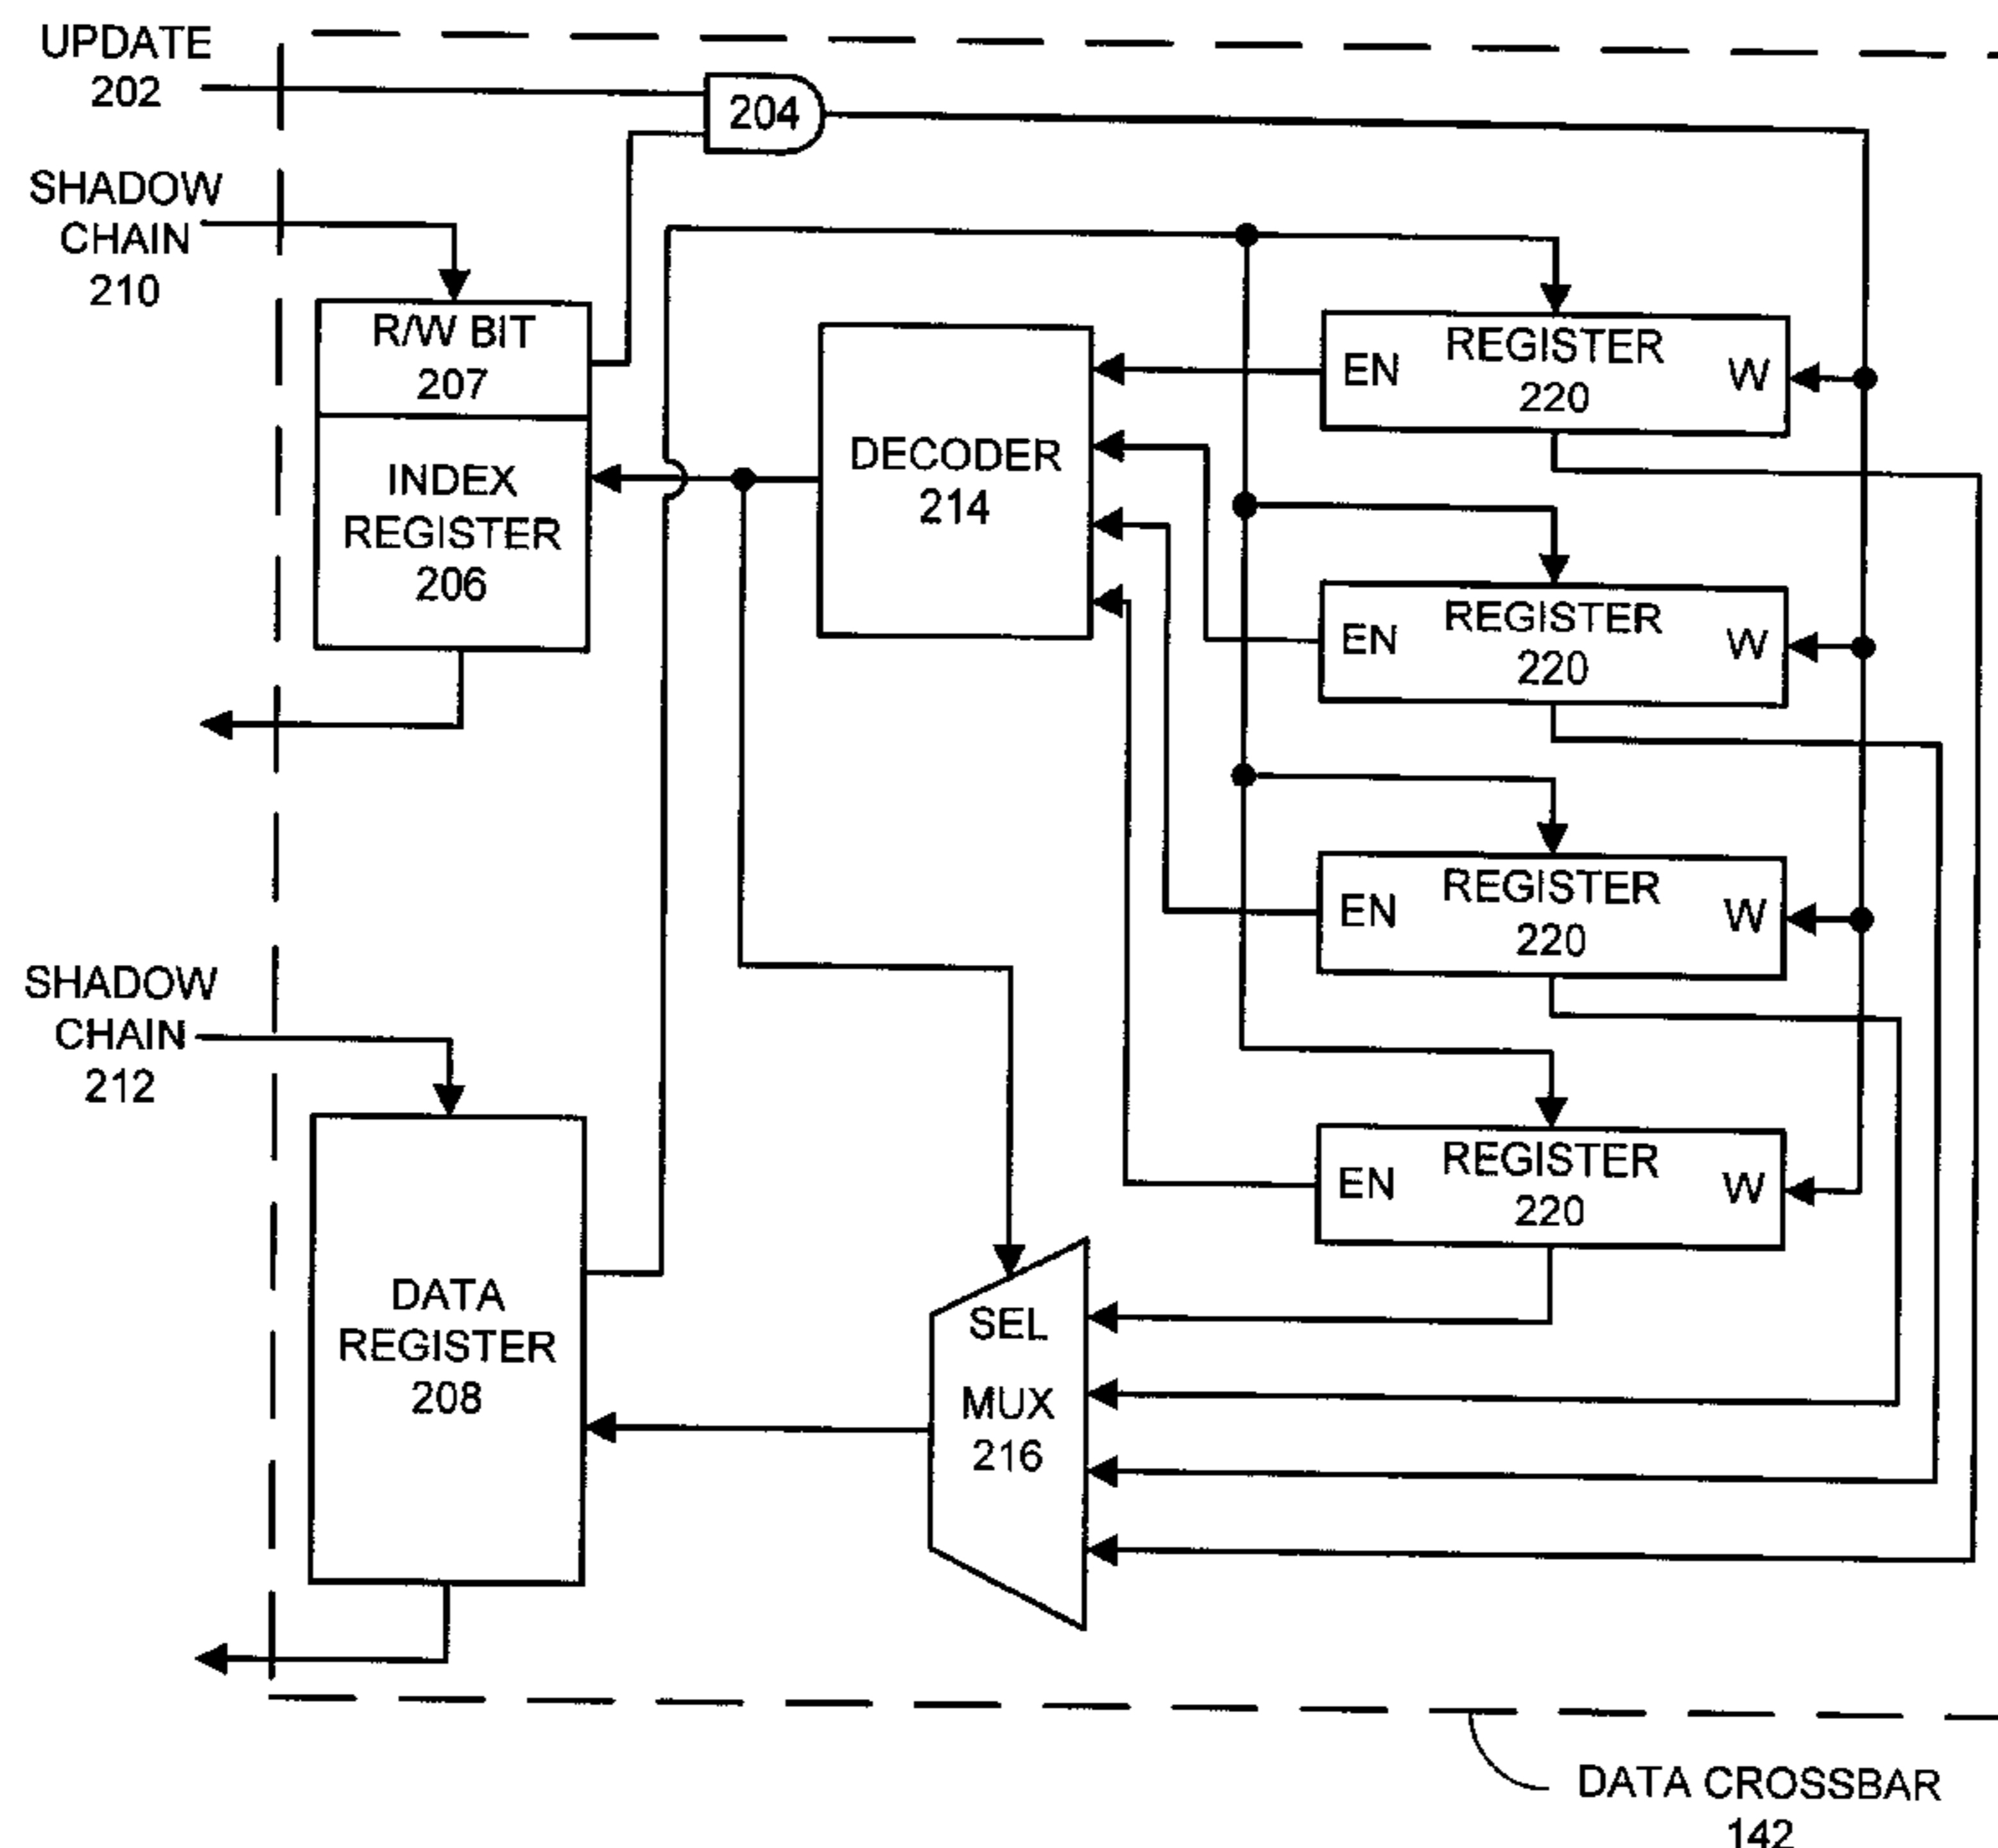 UPDATE
202
204
SHADOW
CHAIN
210
R/W BIT
207
INDEX
REGISTER
206
DECODER
214
EN
REGISTER
220
W
EN
REGISTER
220
W
EN
REGISTER
220
W
EN
REGISTER
220
W
SHADOW
CHAIN
212
DATA
REGISTER
208
SEL
MUX
216
DATA CROSSBAR
142